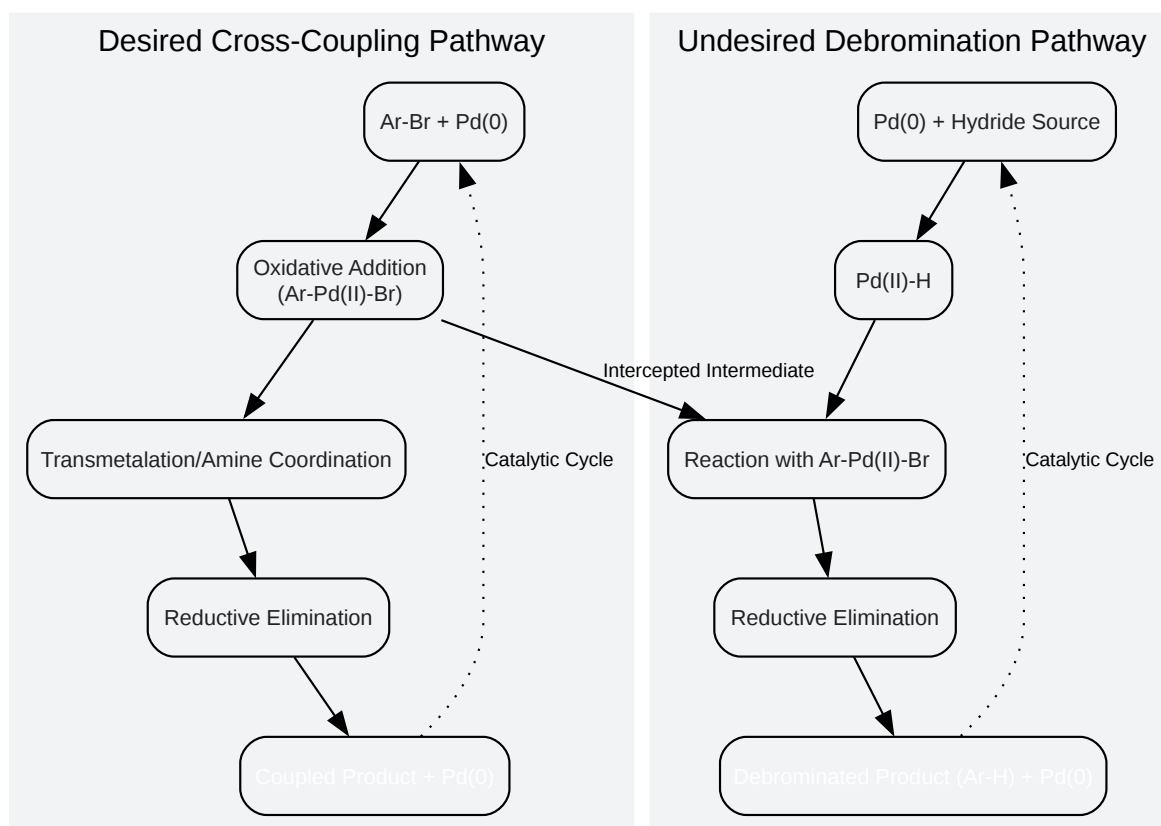 Desired Cross-Coupling Pathway
Ar-Br + Pd(0)
Oxidative Addition
(Ar-Pd(II)-Br)
Transmetalation/Amine Coordination
Catalytic Cycle
Reductive Elimination
Coupled Product + Pd(0)
Intercepted Intermediate
Undesired Debromination Pathway
Pd(0) + Hydride Source
Pd(II)-H
Reaction with Ar-Pd(II)-Br
Catalytic Cycle
Reductive Elimination
Debrominated Product (Ar-H) + Pd(0)